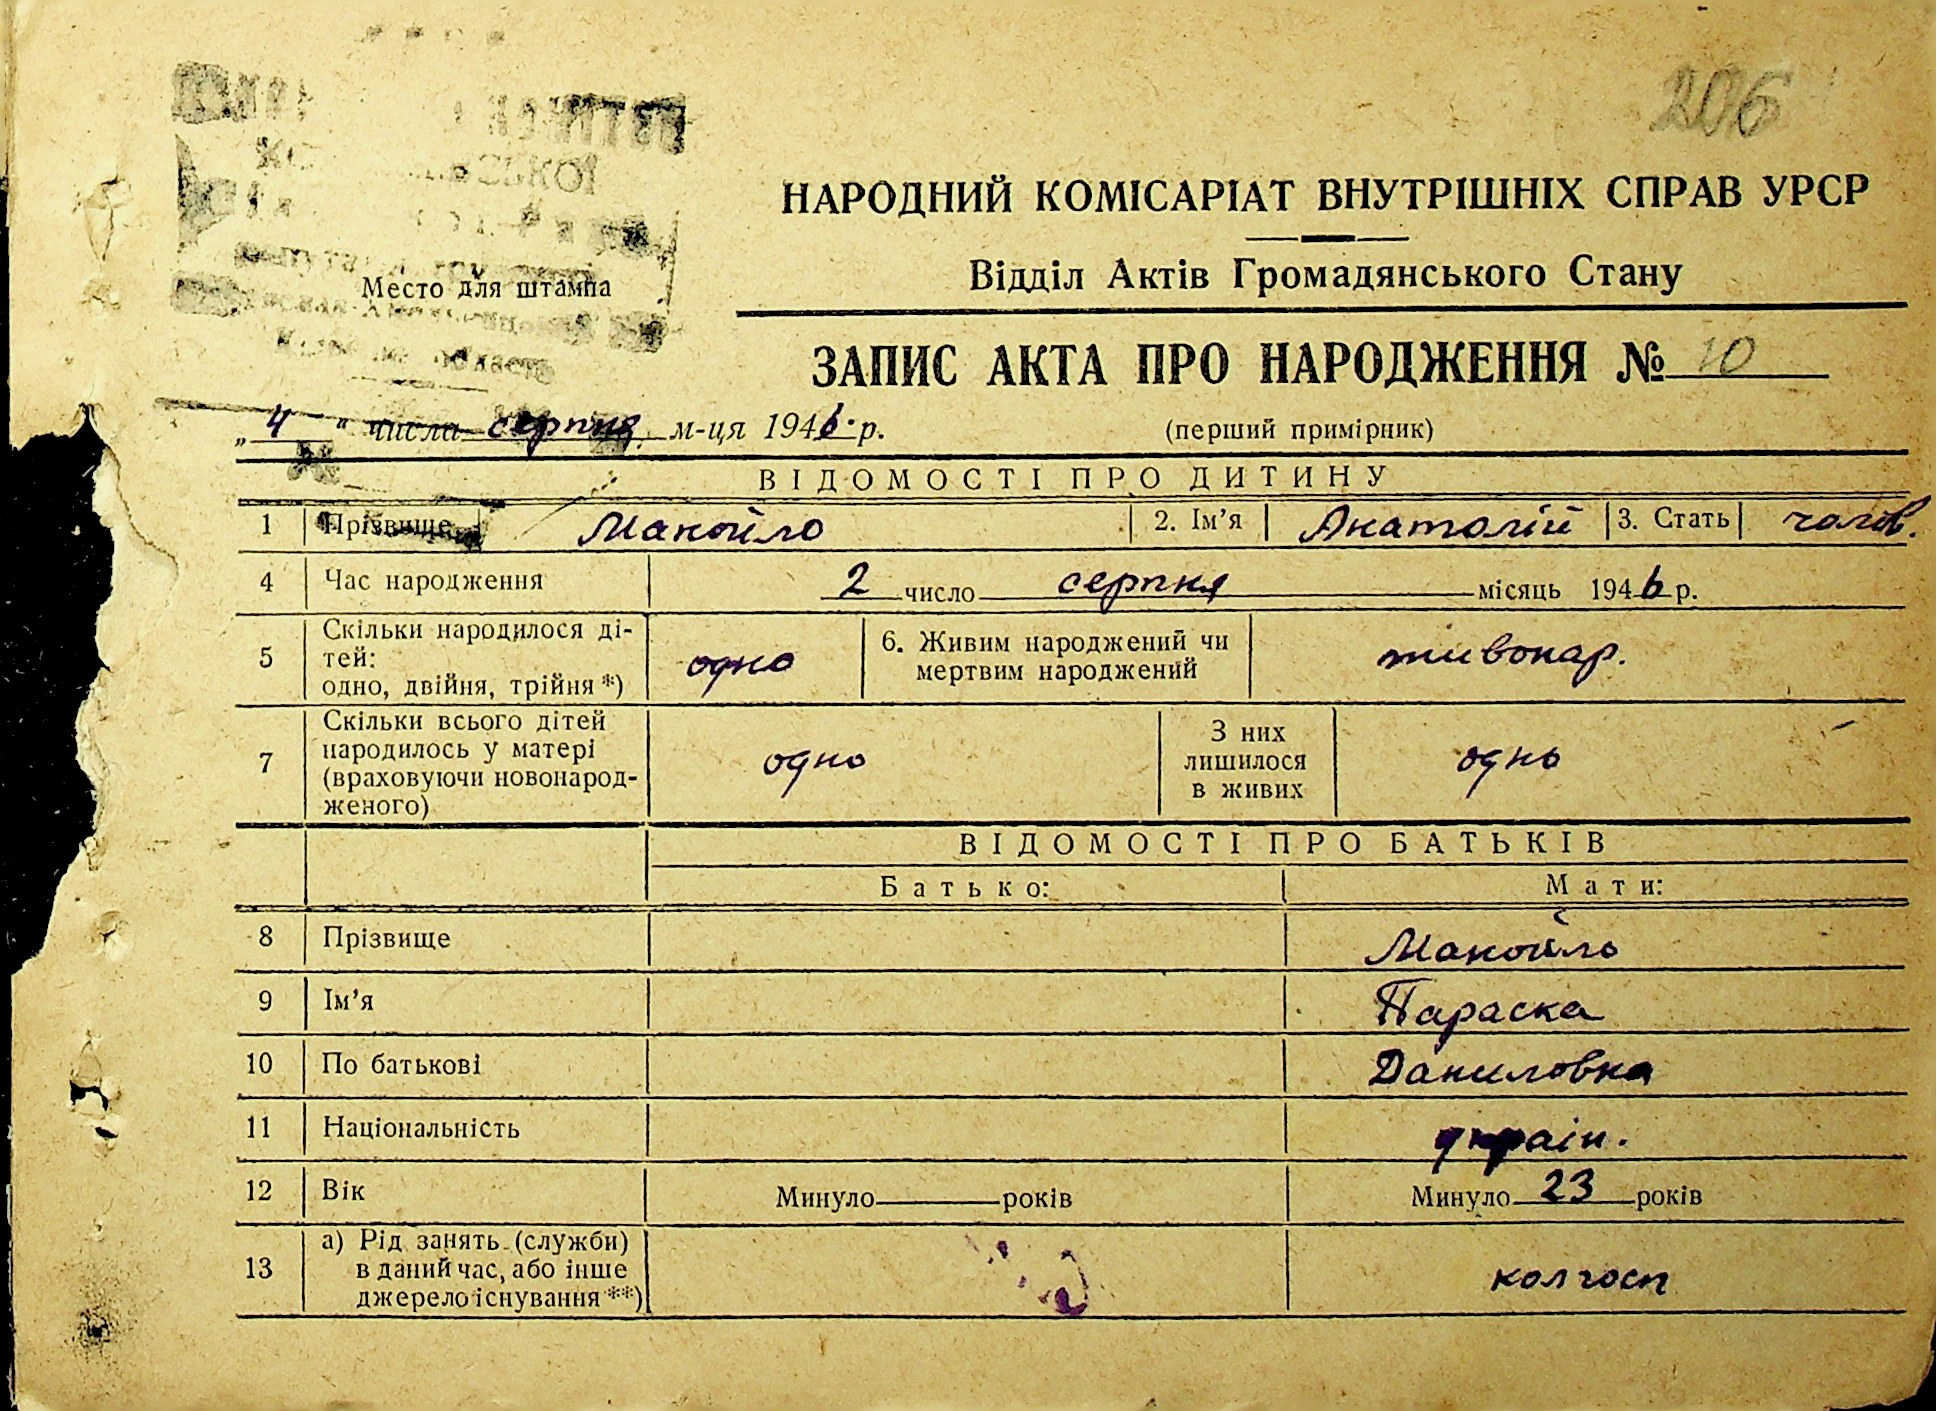 206
НАРОДНИЙ КОМІСАРІАТ ВНУТРІШНІХ СПРАВ УРСР
Відділ Актів Громадянського Стану
Место для штампа
ЗАПИС АКТА ПРО НАРОДЖЕННЯ № 10
„ 4 “ числа серпня м-ця 1946 р. (перший примірник)
ВІДОМОСТІ ПРО ДИТИНУ
1 Прізвище Манойло 2. Ім’я Анатолій 3. Стать чолов.
4 Час народження 2 число серпня місяць 1946 р.
5 Скільки народилося ді-
тей:
одно, двійня, трійня *) одно 6. Живим народжений чи
мертвим народжений живонар.
7 Скільки всього дітей
народилось у матері
(враховуючи новонарод-
женого) одно З них
лишилося
в живих одно
ВІДОМОСТІ ПРО БАТЬКІВ
Батько: Мати:
8 Прізвище Манойло
9 Ім’я Параска
10 По батькові Даниловна
11 Національність україн.
12 Вік Минуло років Минуло 23 років
13 а) Рід занять (служби)
в даний час, або інше
джерело існування **) колгосп